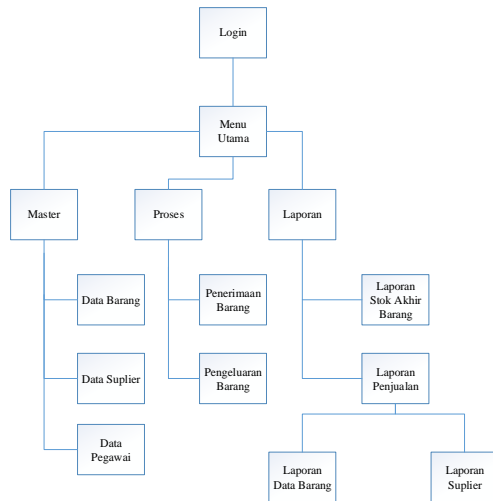 Login
Menu
Utama
Master
Proses
Laporan
Data Barang
Penerimaan
Barang
Laporan
Stok Akhir
Barang
Data Suplier
Pengeluaran
Barang
Laporan
Penjualan
Data
Pegawai
Laporan
Data Barang
Laporan
Suplier